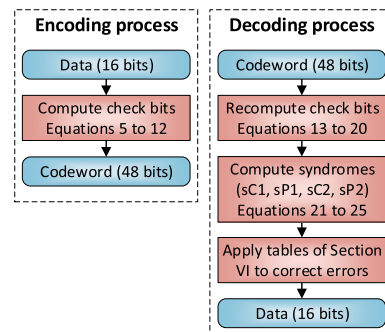 Encoding process
Data (16 bits)
Compute check bits
Equations 5 to 12
Codeword (48 bits)
Decoding process
Codeword (48 bits)
Recompute check bits
Equations 13 to 20
Compute syndromes
(sC1, sP1, sC2, sP2)
Equations 21 to 25
Apply tables of Section
VI to correct errors
Data (16 bits)